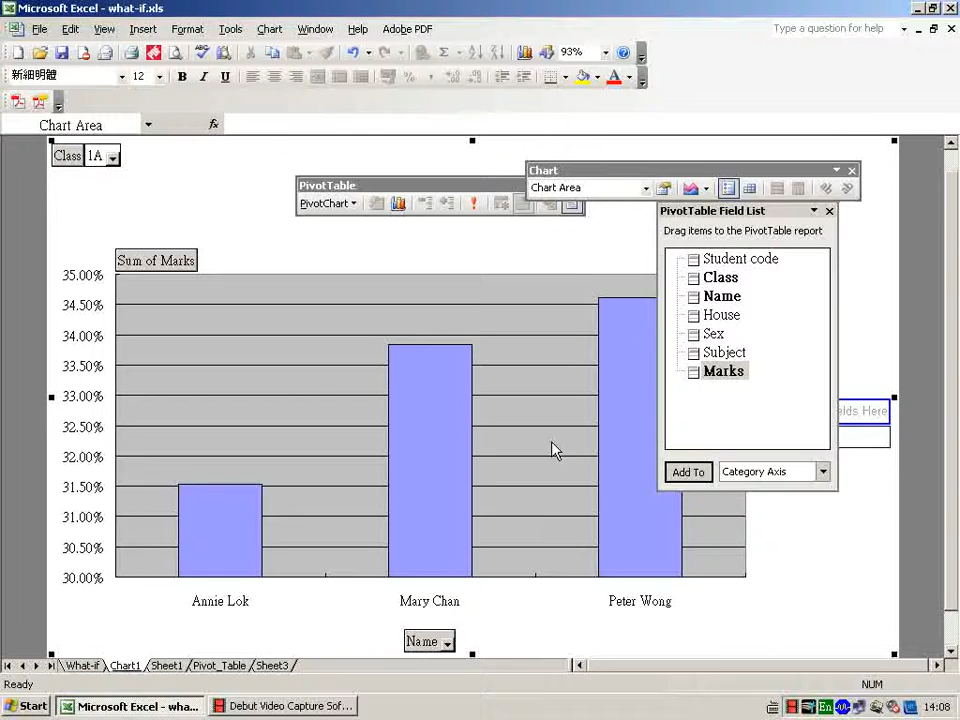 Microsoft Excel - what-if.xls
File Edit View Insert Format Tools Chart Window Help Adobe PDF
Type a question for help
93%
新細明體 12 B I U
Chart Area fx
Class 1A
Chart
PivotTable
Chart Area
PivotChart
PivotTable Field List
Drag items to the PivotTable report
Student code
Class
Name
House
Sex
Subject
Marks
elds Here
Add To Category Axis
Sum of Marks
35.00%
34.50%
34.00%
33.50%
33.00%
32.50%
32.00%
31.50%
31.00%
30.50%
30.00%
Annie Lok Mary Chan Peter Wong
Name
What-if Chart1 Sheet1 Pivot_Table Sheet3
Ready NUM
Start Microsoft Excel - wha... Debut Video Capture Sof... En 14:08